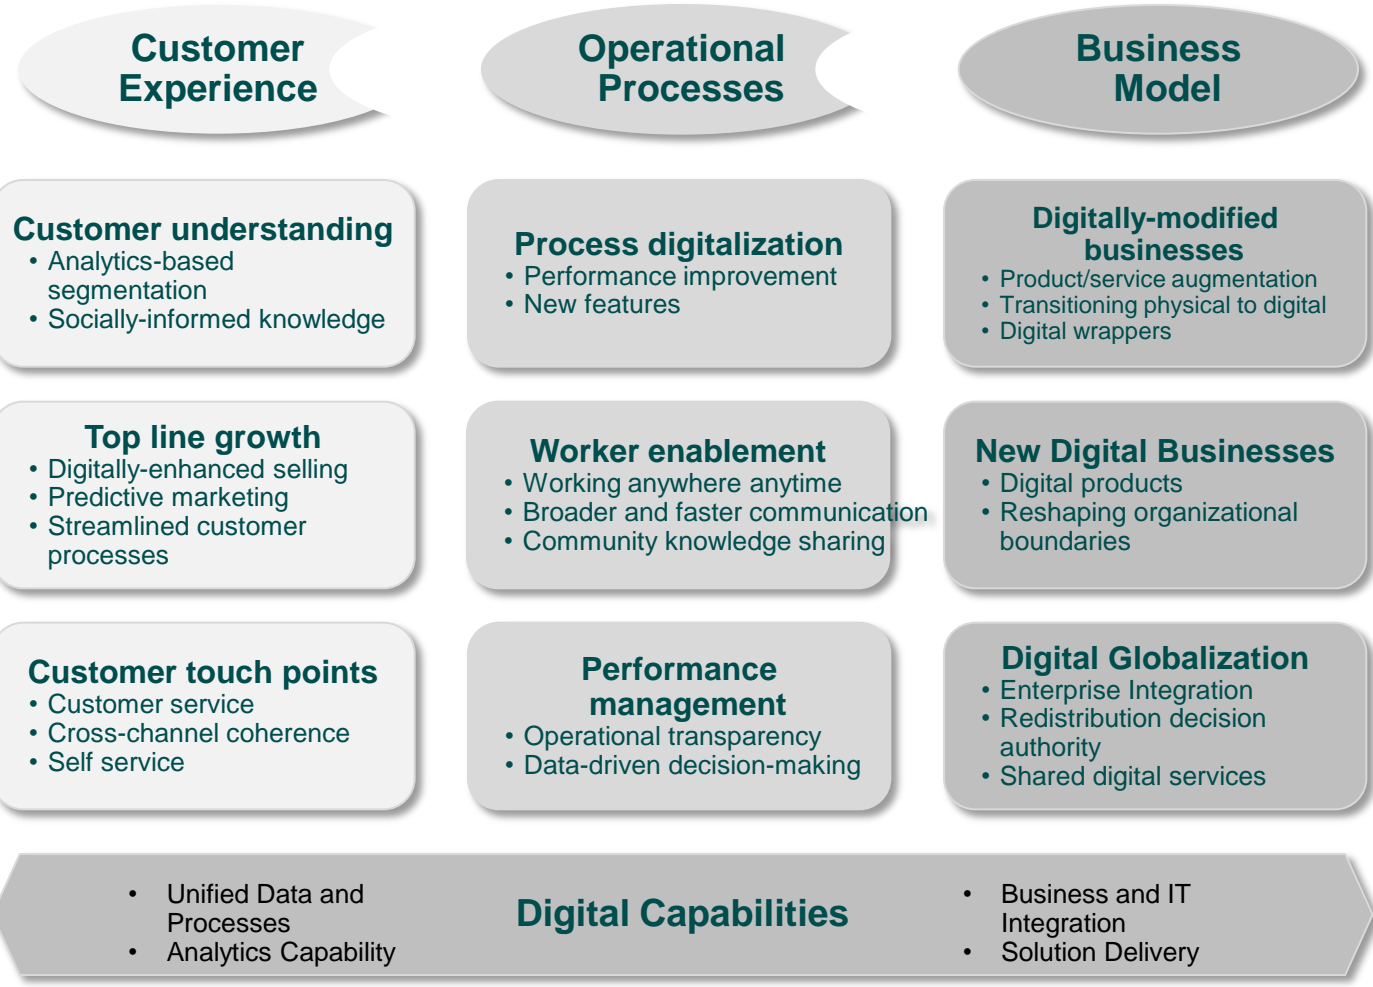 Customer
Experience
Operational
Processes
Business
Model
Customer understanding
• Analytics-based
segmentation
• Socially-informed knowledge
Process digitalization
• Performance improvement
• New features
Digitally-modified
businesses
• Product/service augmentation
• Transitioning physical to digital
• Digital wrappers
Top line growth
• Digitally-enhanced selling
• Predictive marketing
• Streamlined customer
processes
Worker enablement
• Working anywhere anytime
• Broader and faster communication
• Community knowledge sharing
New Digital Businesses
• Digital products
• Reshaping organizational
boundaries
Customer touch points
• Customer service
• Cross-channel coherence
• Self service
Performance
management
• Operational transparency
• Data-driven decision-making
Digital Globalization
• Enterprise Integration
• Redistribution decision
authority
• Shared digital services
• Unified Data and
Processes
• Analytics Capability
Digital Capabilities
• Business and IT
Integration
• Solution Delivery